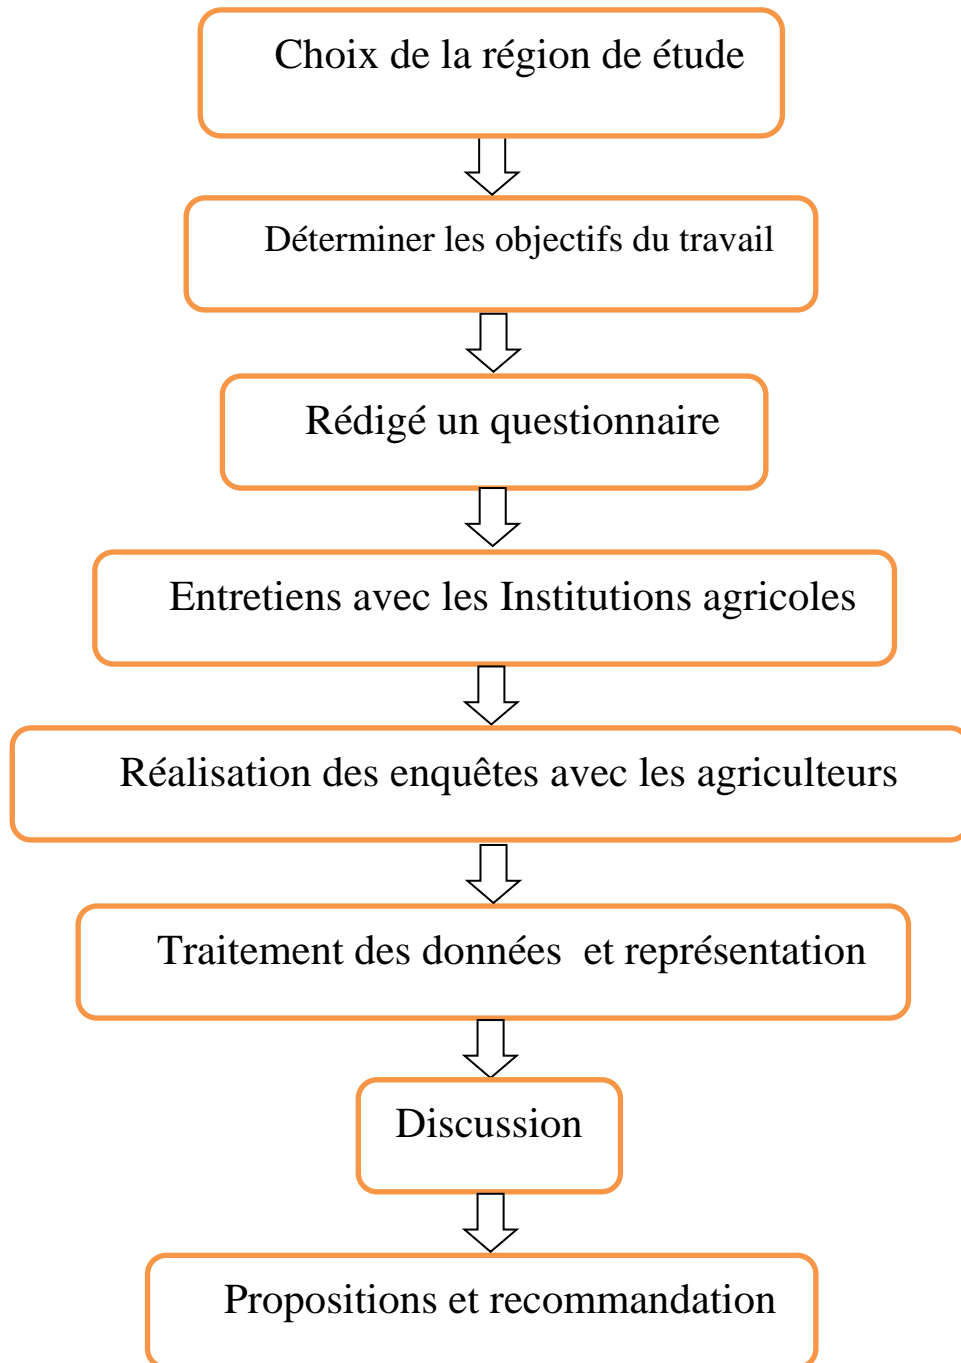 Choix de la région de étude
Déterminer les objectifs du travail
Rédigé un questionnaire
Entretiens avec les Institutions agricoles
Réalisation des enquêtes avec les agriculteurs
Traitement des données  et représentation
Discussion
Propositions et recommandation